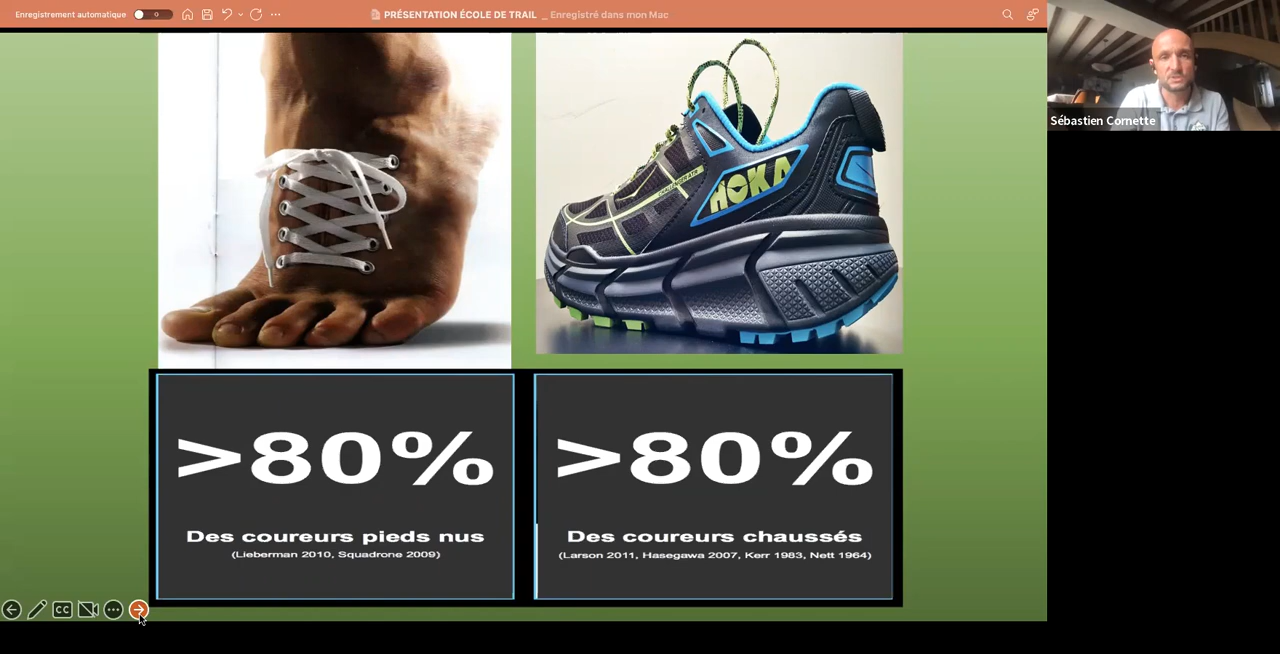 Enregistrement automatique
PRÉSENTATION ÉCOLE DE TRAIL _ Enregistré dans mon Mac
Sébastien Cornette
HOKA
>80%
Des coureurs pieds nus
(Lieberman 2010, Squadrone 2009)
>80%
Des coureurs chaussés
(Larson 2011, Hasegawa 2007, Kerr 1983, Nett 1964)
CC